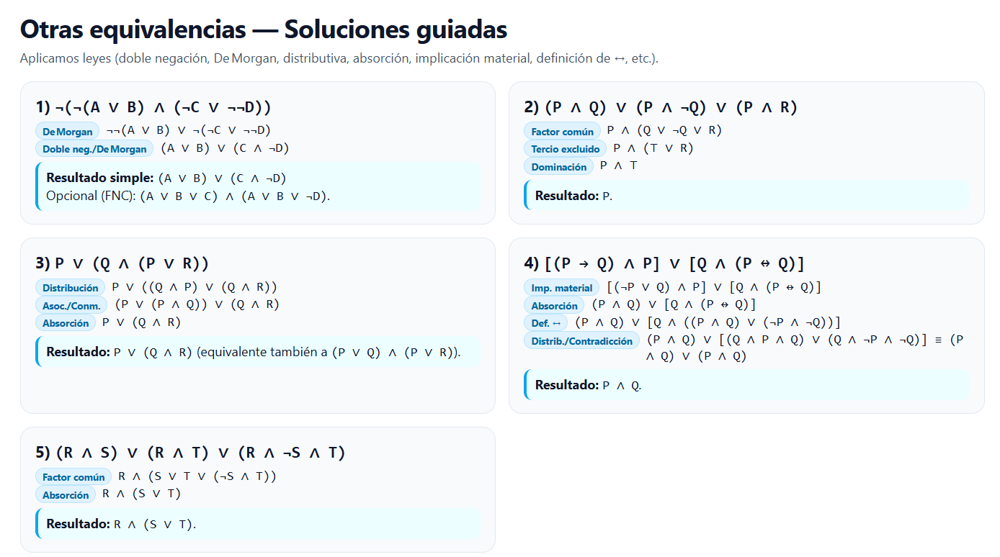 Otras equivalencias — Soluciones guiadas
Aplicamos leyes (doble negación, De Morgan, distributiva, absorción, implicación material, definición de ↔, etc.).
1) ¬(¬(A ∨ B) ∧ (¬C ∨ ¬¬D))
De Morgan ¬¬(A ∨ B) ∨ ¬(¬C ∨ ¬¬D)
Doble neg./De Morgan (A ∨ B) ∨ (C ∧ ¬D)
Resultado simple: (A ∨ B) ∨ (C ∧ ¬D)
Opcional (FNC): (A ∨ B ∨ C) ∧ (A ∨ B ∨ ¬D).
2) (P ∧ Q) ∨ (P ∧ ¬Q) ∨ (P ∧ R)
Factor común P ∧ (Q ∨ ¬Q ∨ R)
Tercio excluido P ∧ (T ∨ R)
Dominación P ∧ T
Resultado: P.
3) P ∨ (Q ∧ (P ∨ R))
Distribución P ∨ ((Q ∧ P) ∨ (Q ∧ R))
Asoc./Conm. (P ∨ (P ∧ Q)) ∨ (Q ∧ R)
Absorción P ∨ (Q ∧ R)
Resultado: P ∨ (Q ∧ R) (equivalente también a (P ∨ Q) ∧ (P ∨ R)).
4) [(P → Q) ∧ P] ∨ [Q ∧ (P ↔ Q)]
Imp. material [(¬P ∨ Q) ∧ P] ∨ [Q ∧ (P ↔ Q)]
Absorción (P ∧ Q) ∨ [Q ∧ (P ↔ Q)]
Def. ↔ (P ∧ Q) ∨ [Q ∧ ((P ∧ Q) ∨ (¬P ∧ ¬Q))]
Distrib./Contradicción (P ∧ Q) ∨ [(Q ∧ P ∧ Q) ∨ (Q ∧ ¬P ∧ ¬Q)] ≡ (P
∧ Q) ∨ (P ∧ Q)
Resultado: P ∧ Q.
5) (R ∧ S) ∨ (R ∧ T) ∨ (R ∧ ¬S ∧ T)
Factor común R ∧ (S ∨ T ∨ (¬S ∧ T))
Absorción R ∧ (S ∨ T)
Resultado: R ∧ (S ∨ T).